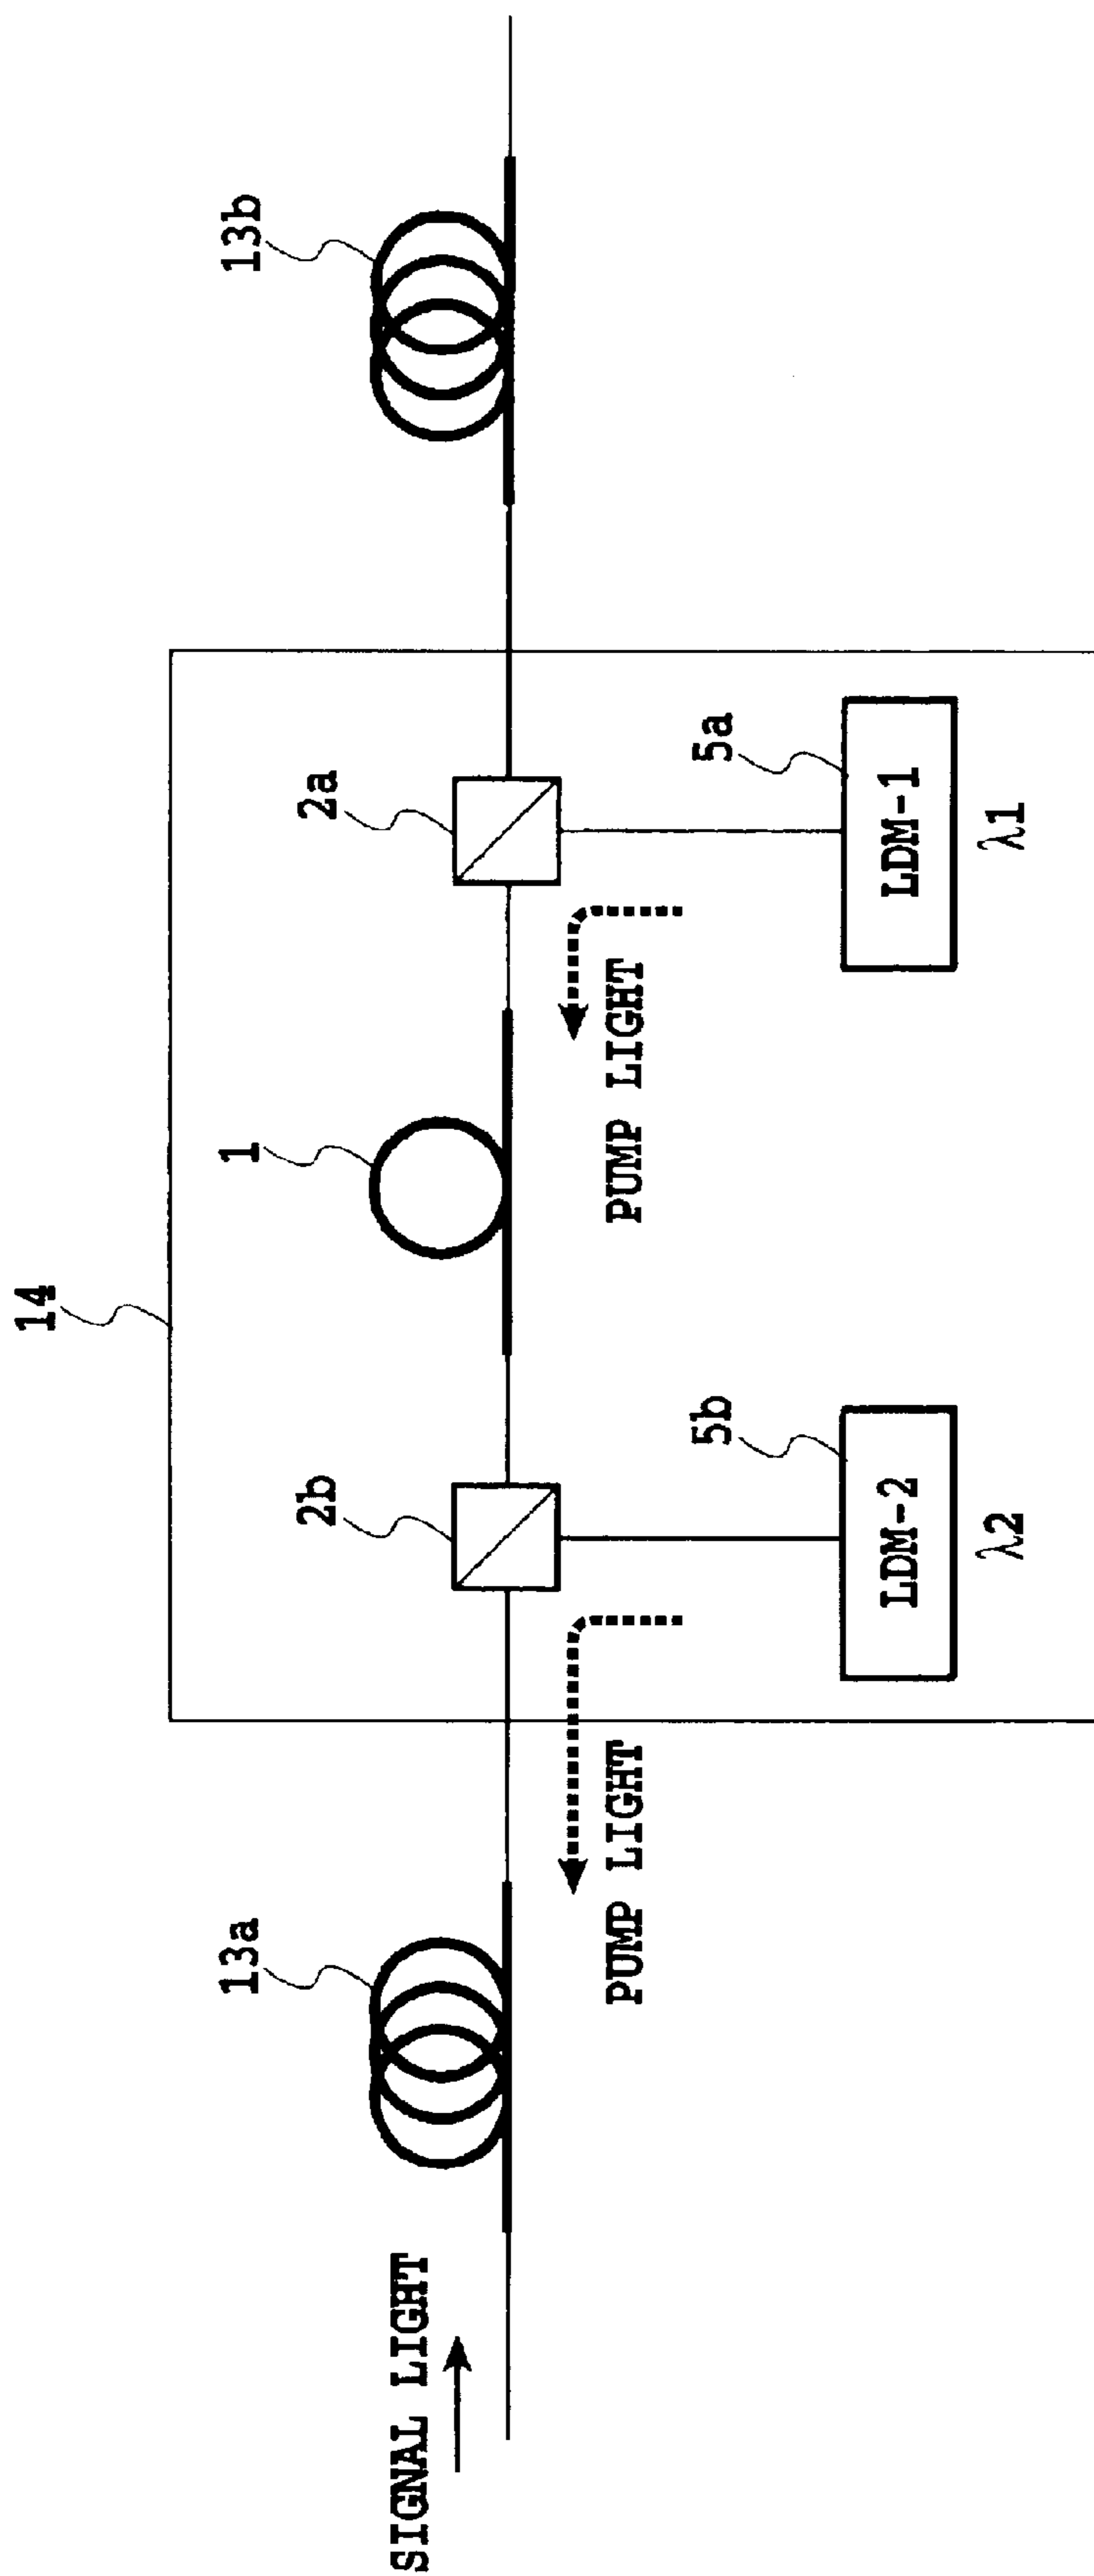 SIGNAL LIGHT
13a
PUMP LIGHT
14
2b
5b
LDM-2
λ2
1
PUMP LIGHT
2a
5a
LDM-1
λ1
13b